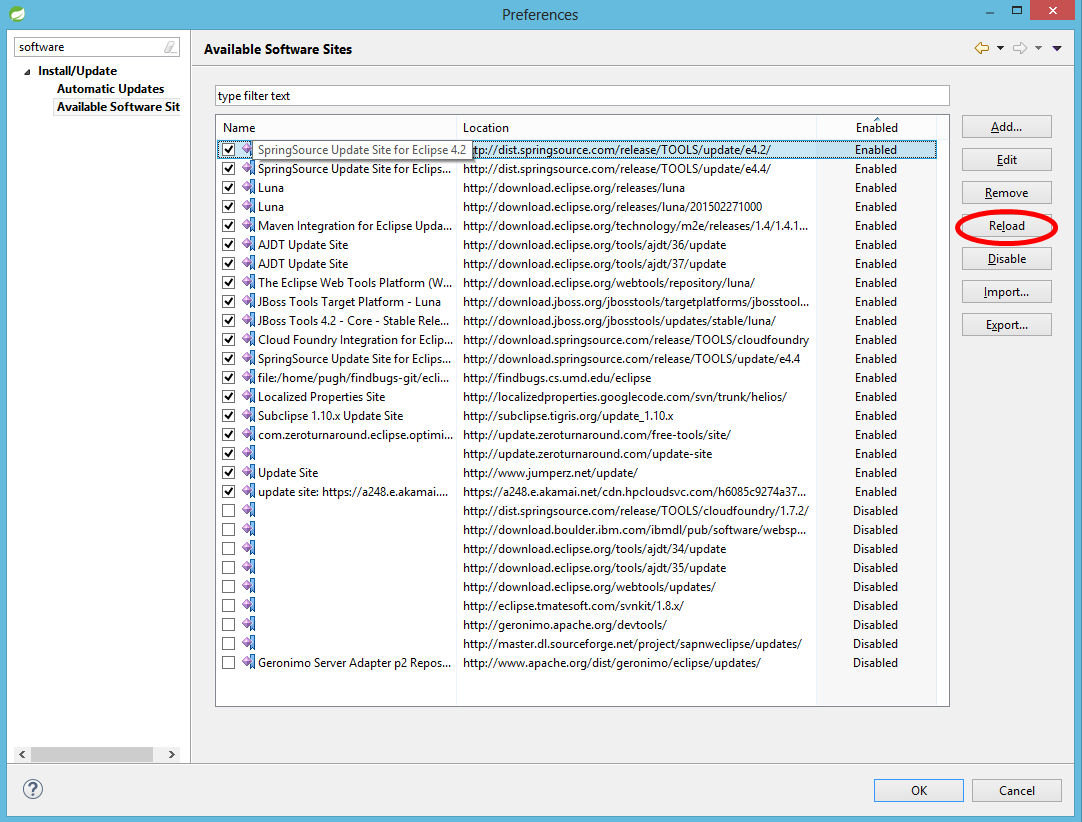 Preferences
software
Install/Update
Automatic Updates
Available Software Sit
Available Software Sites
type filter text
Name Location Enabled
SpringSource Update Site for Eclipse 4.2 tp://dist.springsource.com/release/TOOLS/update/e4.2/ Enabled
SpringSource Update Site for Eclips... http://dist.springsource.com/release/TOOLS/update/e4.4/ Enabled
Luna http://download.eclipse.org/releases/luna Enabled
Luna http://download.eclipse.org/releases/luna/201502271000 Enabled
Maven Integration for Eclipse Upda... http://download.eclipse.org/technology/m2e/releases/1.4/1.4.1... Enabled
AJDT Update Site http://download.eclipse.org/tools/ajdt/36/update Enabled
AJDT Update Site http://download.eclipse.org/tools/ajdt/37/update Enabled
The Eclipse Web Tools Platform (W... http://download.eclipse.org/webtools/repository/luna/ Enabled
JBoss Tools Target Platform - Luna http://download.jboss.org/jbosstools/targetplatforms/jbosstool... Enabled
JBoss Tools 4.2 - Core - Stable Rele... http://download.jboss.org/jbosstools/updates/stable/luna/ Enabled
Cloud Foundry Integration for Eclip... http://download.springsource.com/release/TOOLS/cloudfoundry Enabled
SpringSource Update Site for Eclips... http://download.springsource.com/release/TOOLS/update/e4.4 Enabled
file:/home/pugh/findbugs-git/ecli... http://findbugs.cs.umd.edu/eclipse Enabled
Localized Properties Site http://localizedproperties.googlecode.com/svn/trunk/helios/ Enabled
Subclipse 1.10.x Update Site http://subclipse.tigris.org/update_1.10.x Enabled
com.zeroturnaround.eclipse.optimi... http://update.zeroturnaround.com/free-tools/site/ Enabled
http://update.zeroturnaround.com/update-site Enabled
Update Site http://www.jumperz.net/update/ Enabled
update site: https://a248.e.akamai.... https://a248.e.akamai.net/cdn.hpcloudsvc.com/h6085c9274a37... Enabled
http://dist.springsource.com/release/TOOLS/cloudfoundry/1.7.2/ Disabled
http://download.boulder.ibm.com/ibmdl/pub/software/websp... Disabled
http://download.eclipse.org/tools/ajdt/34/update Disabled
http://download.eclipse.org/tools/ajdt/35/update Disabled
http://download.eclipse.org/webtools/updates/ Disabled
http://eclipse.tmatesoft.com/svnkit/1.8.x/ Disabled
http://geronimo.apache.org/devtools/ Disabled
http://master.dl.sourceforge.net/project/sapnweclipse/updates/ Disabled
Geronimo Server Adapter p2 Repos... http://www.apache.org/dist/geronimo/eclipse/updates/ Disabled
Add...
Edit
Remove
Reload
Disable
Import...
Export...
?
OK
Cancel